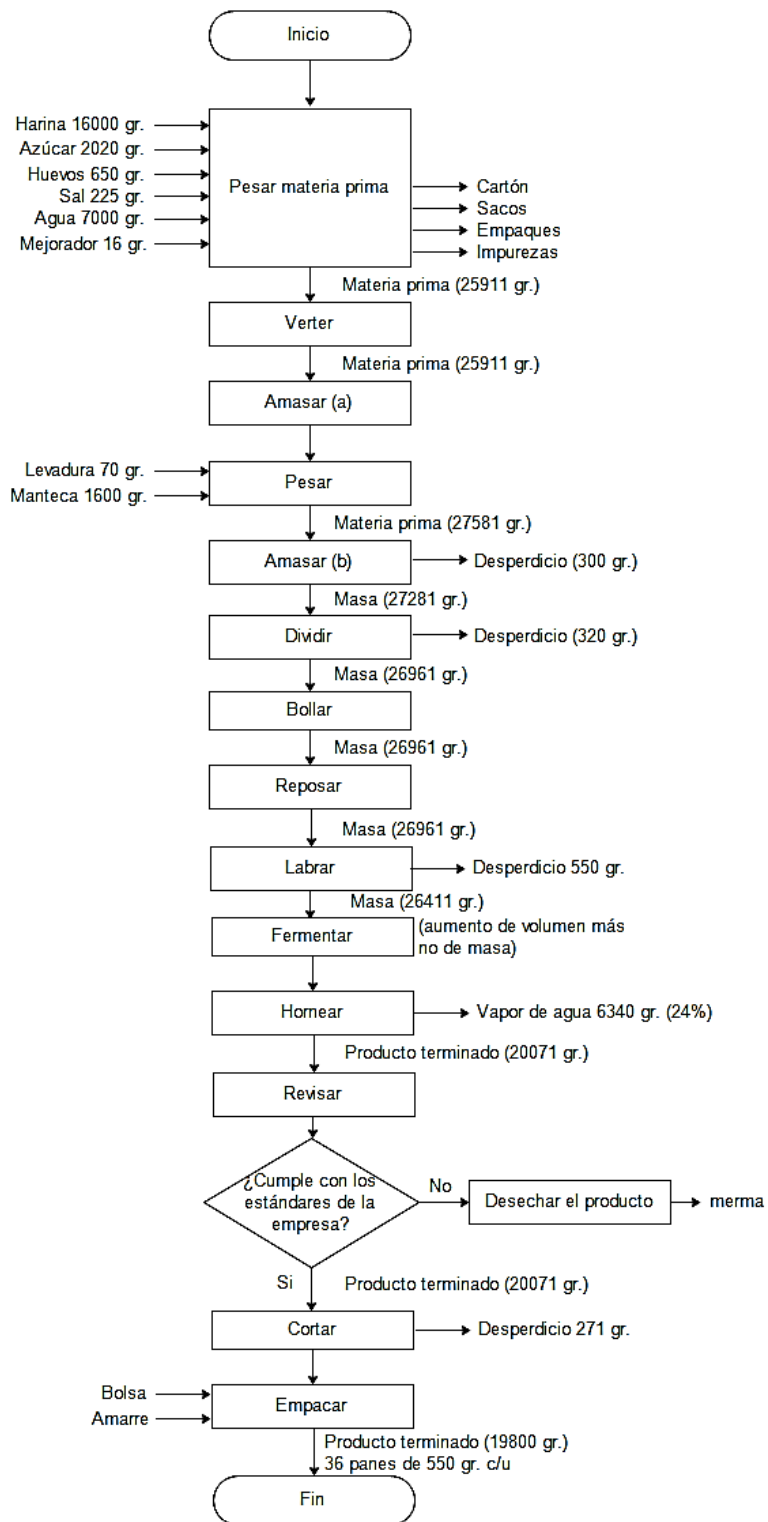 Inicio
Harina 16000 gr.
Azúcar 2020 gr.
Huevos 650 gr.
Sal 225 gr.
Agua 7000 gr.
Mejorador 16 gr.
Pesar materia prima
Cartón
Sacos
Empaques
Impurezas
Materia prima (25911 gr.)
Verter
Materia prima (25911 gr.)
Amasar (a)
Levadura 70 gr.
Manteca 1600 gr.
Pesar
Materia prima (27581 gr.)
Amasar (b)
Desperdicio (300 gr.)
Masa (27281 gr.)
Dividir
Desperdicio (320 gr.)
Masa (26961 gr.)
Bollar
Masa (26961 gr.)
Reposar
Masa (26961 gr.)
Labrar
Desperdicio 550 gr.
Masa (26411 gr.)
Fermentar
(aumento de volumen más
no de masa)
Hornear
Vapor de agua 6340 gr. (24%)
Producto terminado (20071 gr.)
Revisar
¿Cumple con los
estándares de la
empresa?
No
Desechar el producto
merma
Si
Producto terminado (20071 gr.)
Cortar
Desperdicio 271 gr.
Bolsa
Amarre
Empacar
Producto terminado (19800 gr.)
36 panes de 550 gr. c/u
Fin